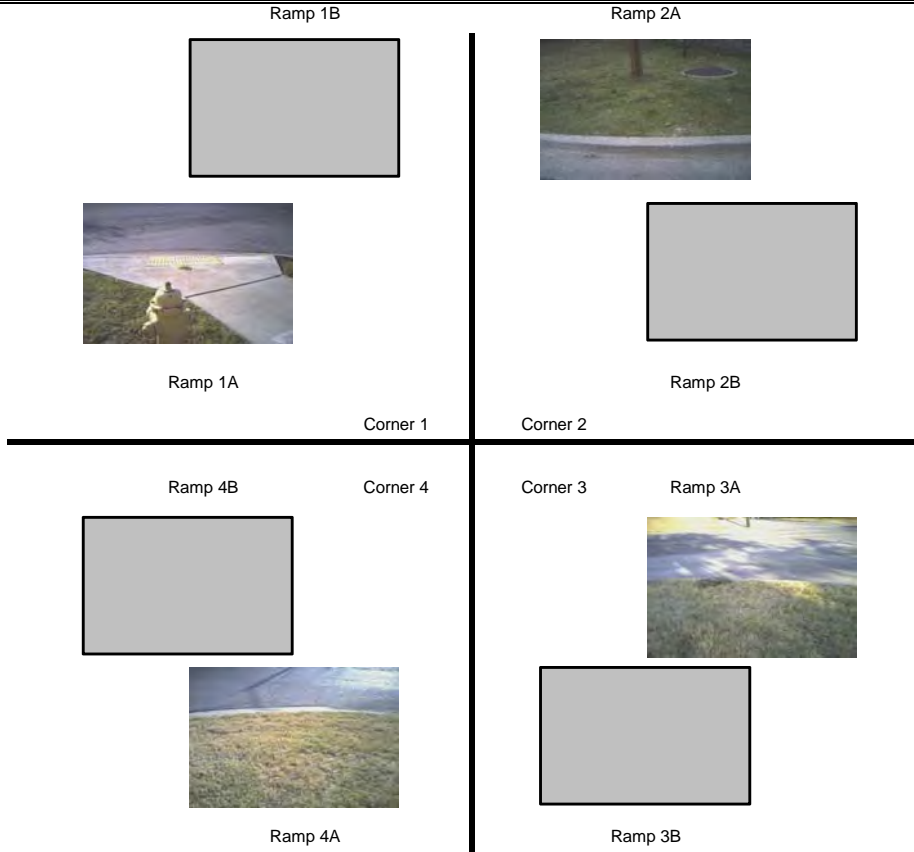 Ramp 1B
Ramp 2A
Ramp 1A
Ramp 2B
Corner 1
Corner 2
Ramp 4B
Corner 4
Corner 3
Ramp 3A
Ramp 4A
Ramp 3B